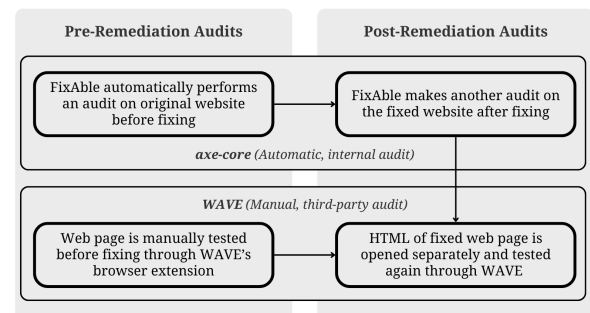 Pre-Remediation Audits
Post-Remediation Audits
FixAble automatically performs
an audit on original website
before fixing
FixAble makes another audit on
the fixed website after fixing
axe-core (Automatic, internal audit)
WAVE (Manual, third-party audit)
Web page is manually tested
before fixing through WAVE's
browser extension
HTML of fixed web page is
opened separately and tested
again through WAVE